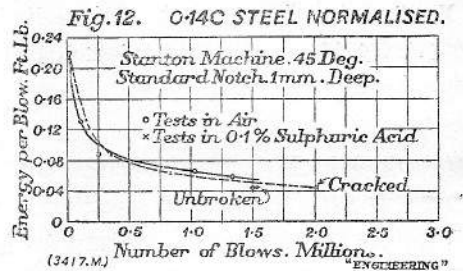 Fig. 12. 0·14C STEEL NORMALISED.
Energy per Blow. Ft. Lb.
0·24
0·20
0·12
0·08
0·04
0
Stanton Machine. 45 Deg.
Standard Notch. 1mm. Deep.
o Tests in Air
× Tests in 0·1% Sulphuric Acid
Cracked
Unbroken
0 0·5 1·0 1·5 2·0 2·5 3·0
Number of Blows. Millions.
(3417.M.)
"ENGINEERING"